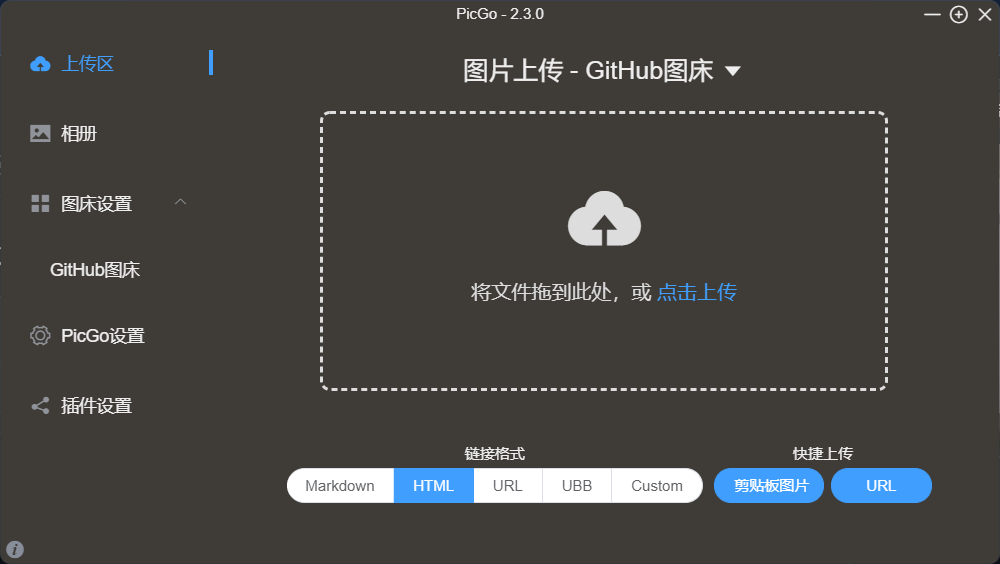 PicGo - 2.3.0
上传区
相册
图床设置
GitHub图床
PicGo设置
插件设置
图片上传 - GitHub图床
将文件拖到此处，或 点击上传
链接格式
Markdown HTML URL UBB Custom
快捷上传
剪贴板图片 URL